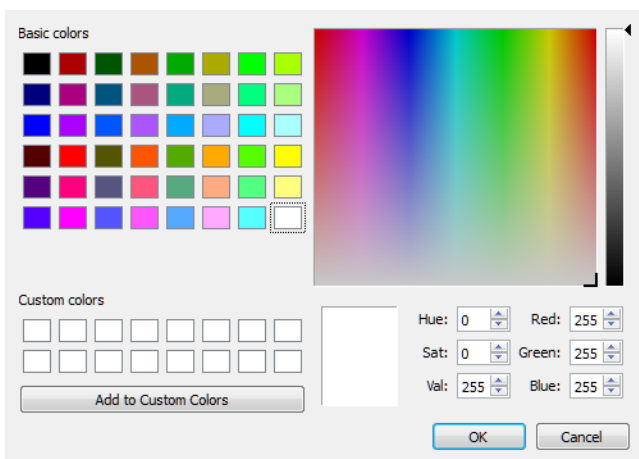 Basic colors
Custom colors
Add to Custom Colors
Hue: 0 Red: 255
Sat: 0 Green: 255
Val: 255 Blue: 255
OK Cancel